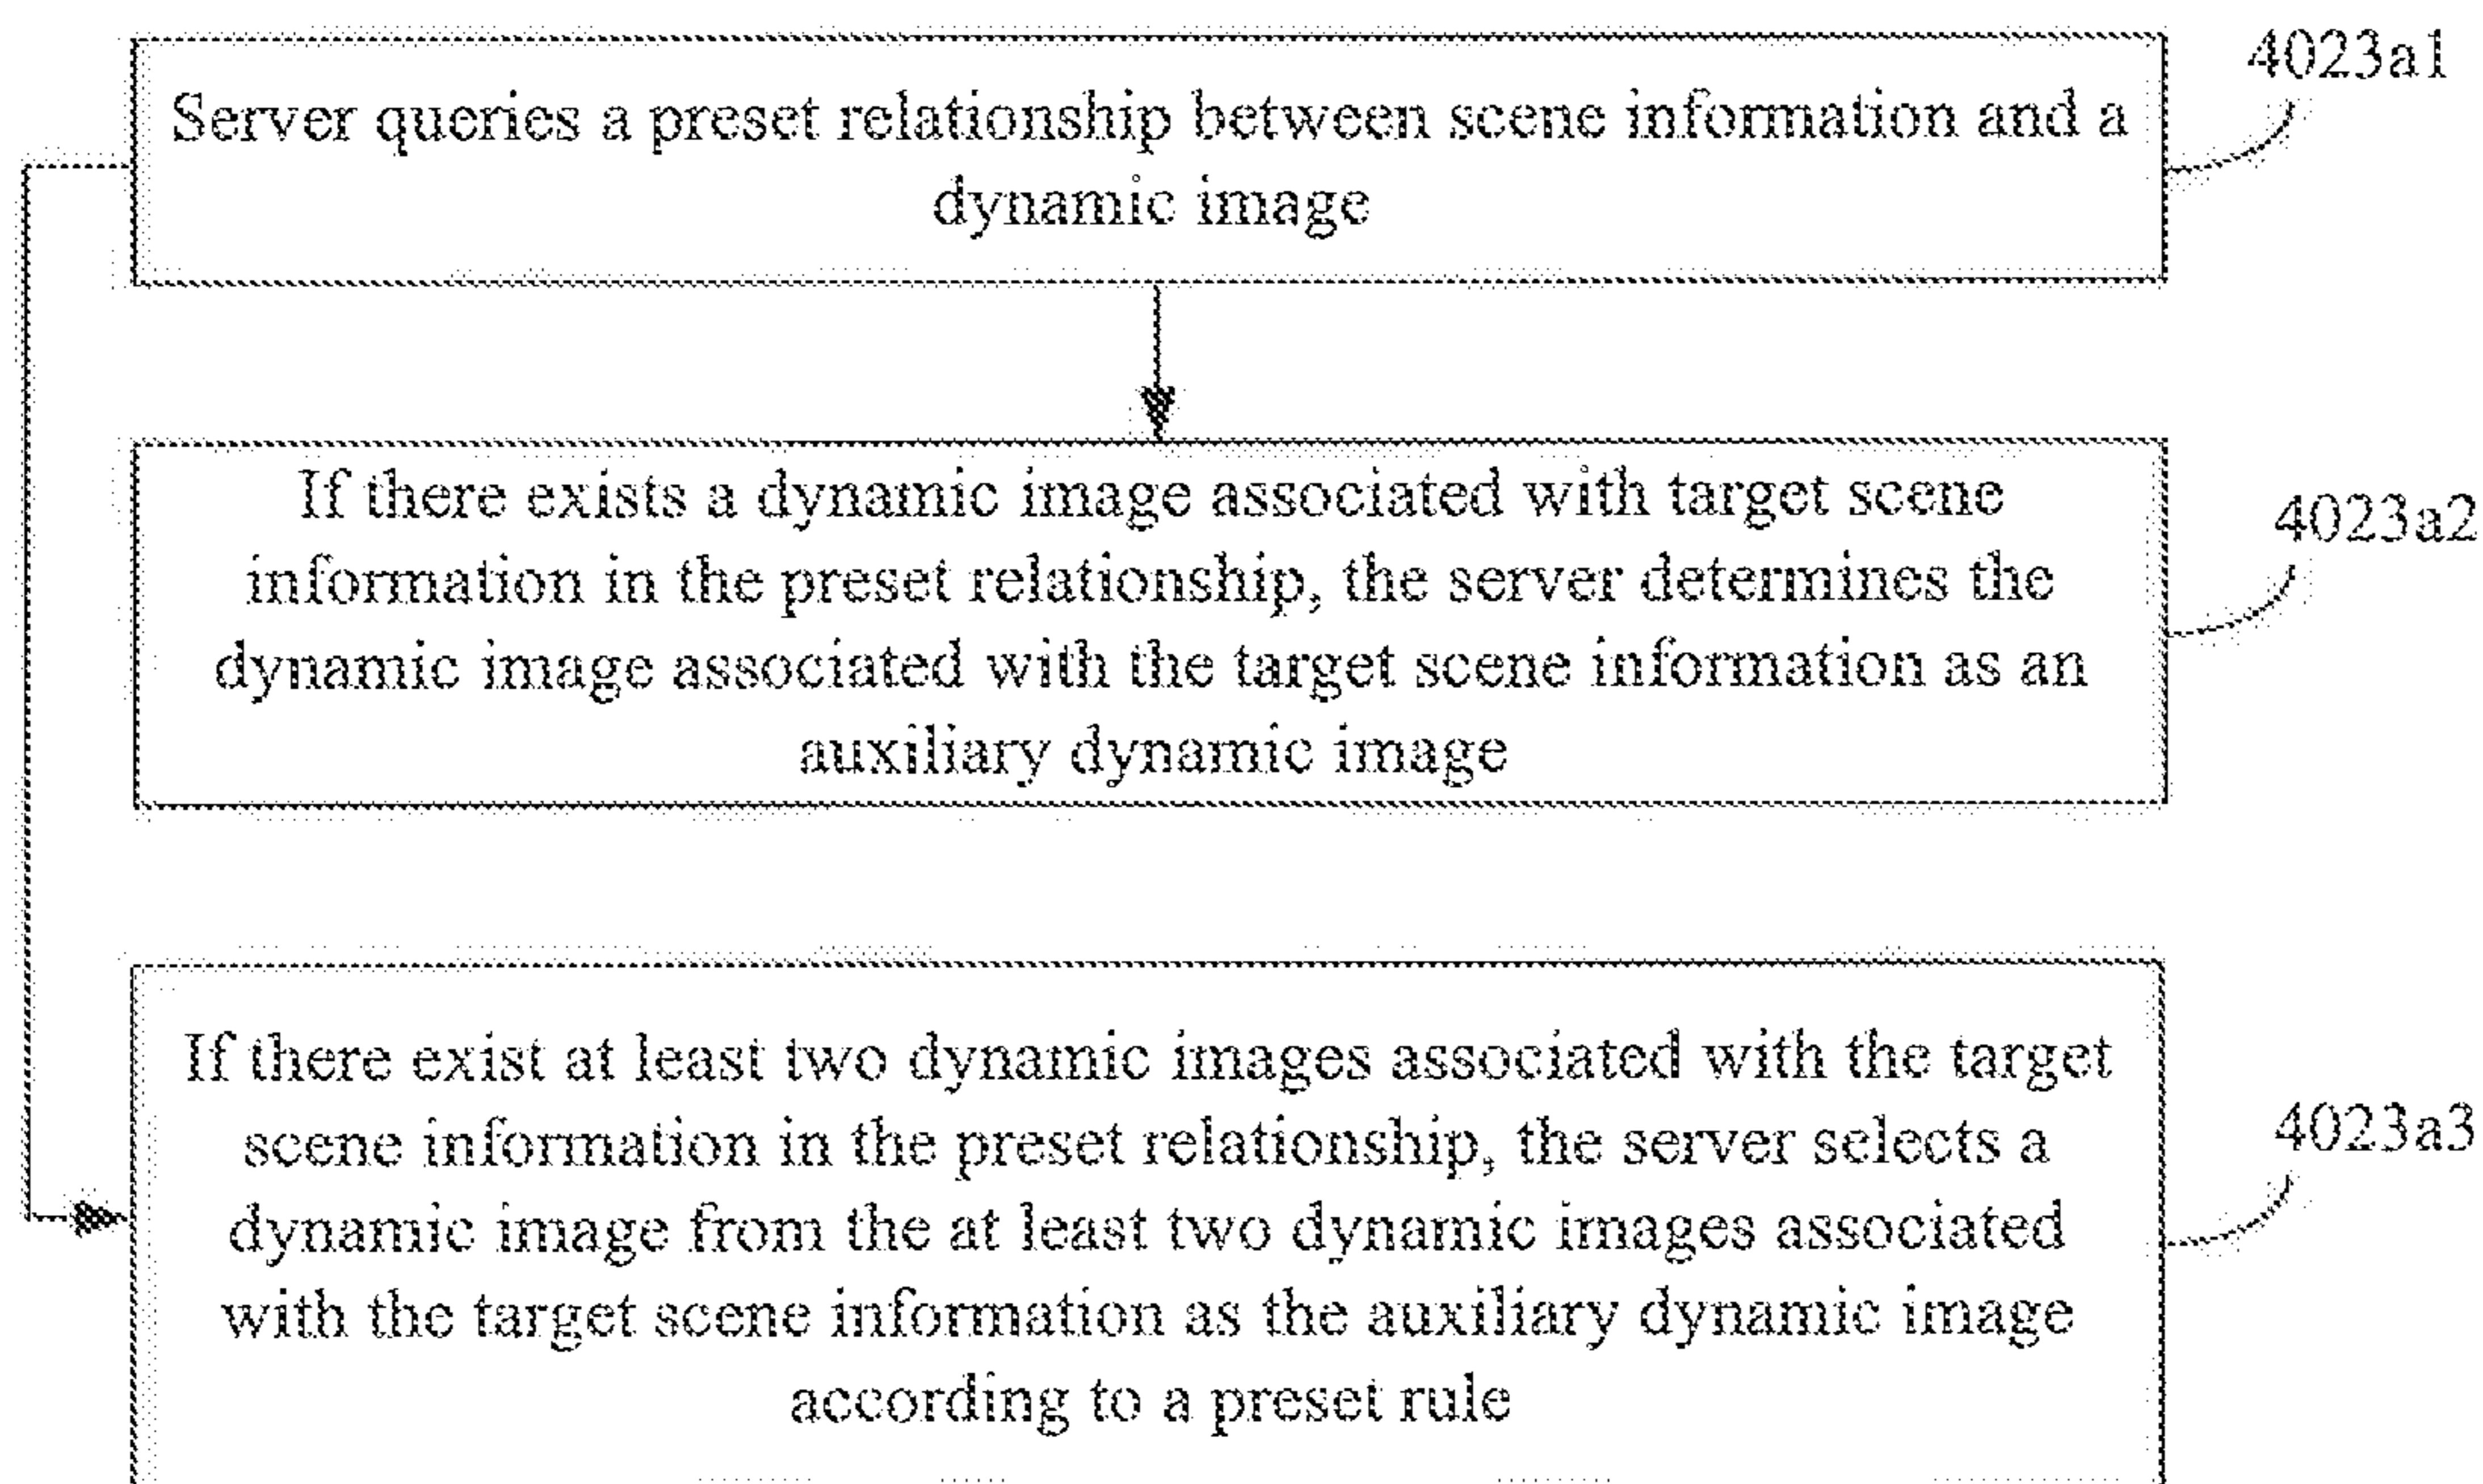 4023a1
Server queries a preset relationship between scene information and a
dynamic image
If there exists a dynamic image associated with target scene
information in the preset relationship, the server determines the
dynamic image associated with the target scene information as an
auxiliary dynamic image
4023a2
If there exist at least two dynamic images associated with the target
scene information in the preset relationship, the server selects a
dynamic image from the at least two dynamic images associated
with the target scene information as the auxiliary dynamic image
according to a preset rule
4023a3